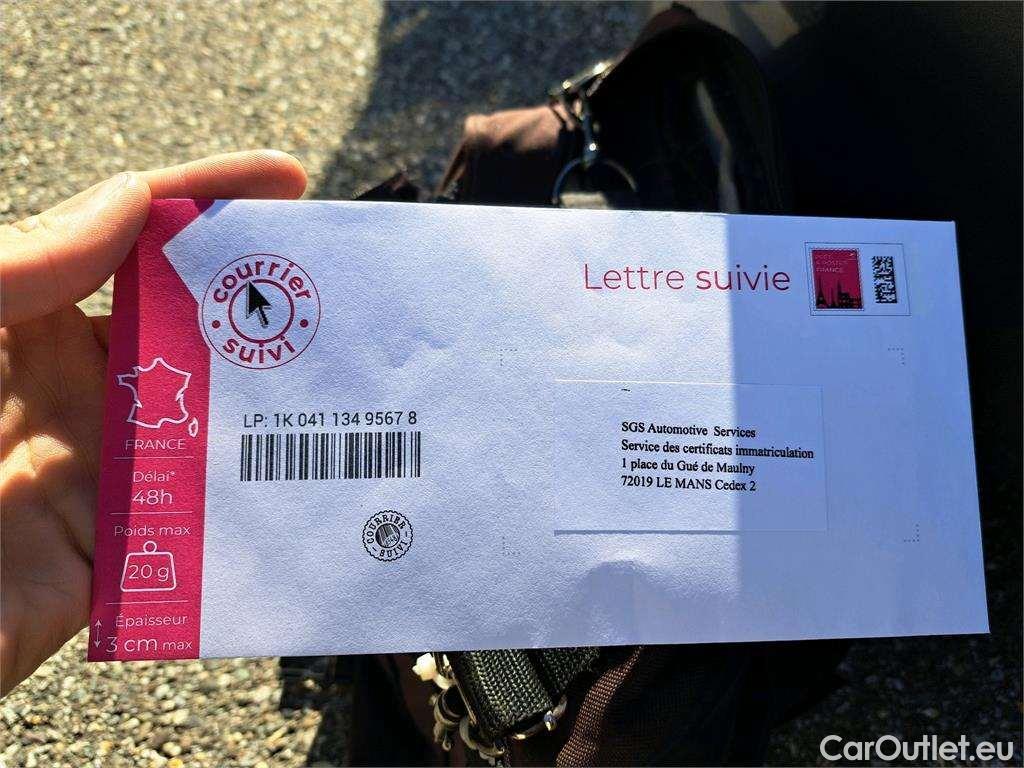 courrier
suivi
Lettre suivie
FRANCE
LP: 1K 041 134 9567 8
SGS Automotive Services
Service des certificats immatriculation
1 place du Gué de Maulny
72019 LE MANS Cedex 2
COURRIER
SUIVI
FRANCE
Délai*
48h
Poids max
20 g
Épaisseur
3 cm max
CarOutlet.eu